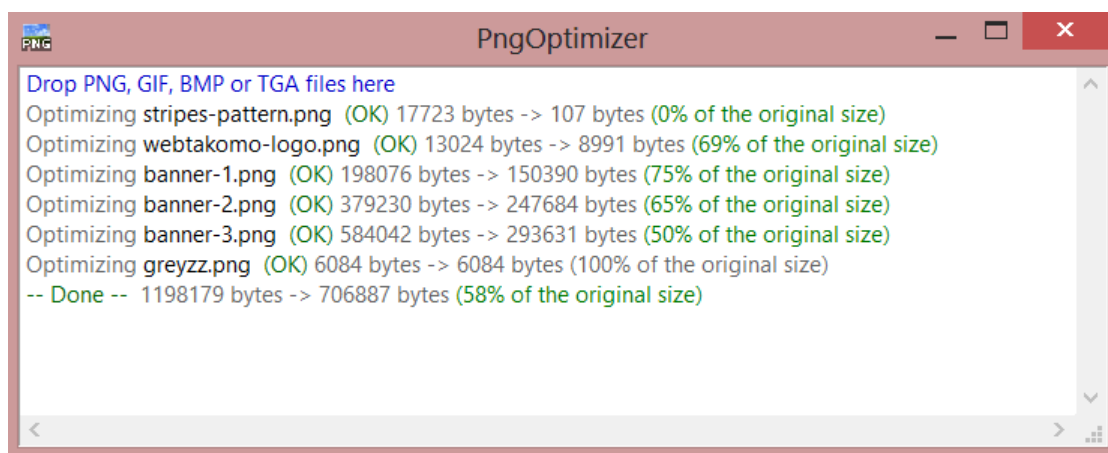 PNG
PngOptimizer
Drop PNG, GIF, BMP or TGA files here
Optimizing stripes-pattern.png (OK) 17723 bytes -> 107 bytes (0% of the original size)
Optimizing webtakomo-logo.png (OK) 13024 bytes -> 8991 bytes (69% of the original size)
Optimizing banner-1.png (OK) 198076 bytes -> 150390 bytes (75% of the original size)
Optimizing banner-2.png (OK) 379230 bytes -> 247684 bytes (65% of the original size)
Optimizing banner-3.png (OK) 584042 bytes -> 293631 bytes (50% of the original size)
Optimizing greyzz.png (OK) 6084 bytes -> 6084 bytes (100% of the original size)
-- Done -- 1198179 bytes -> 706887 bytes (58% of the original size)